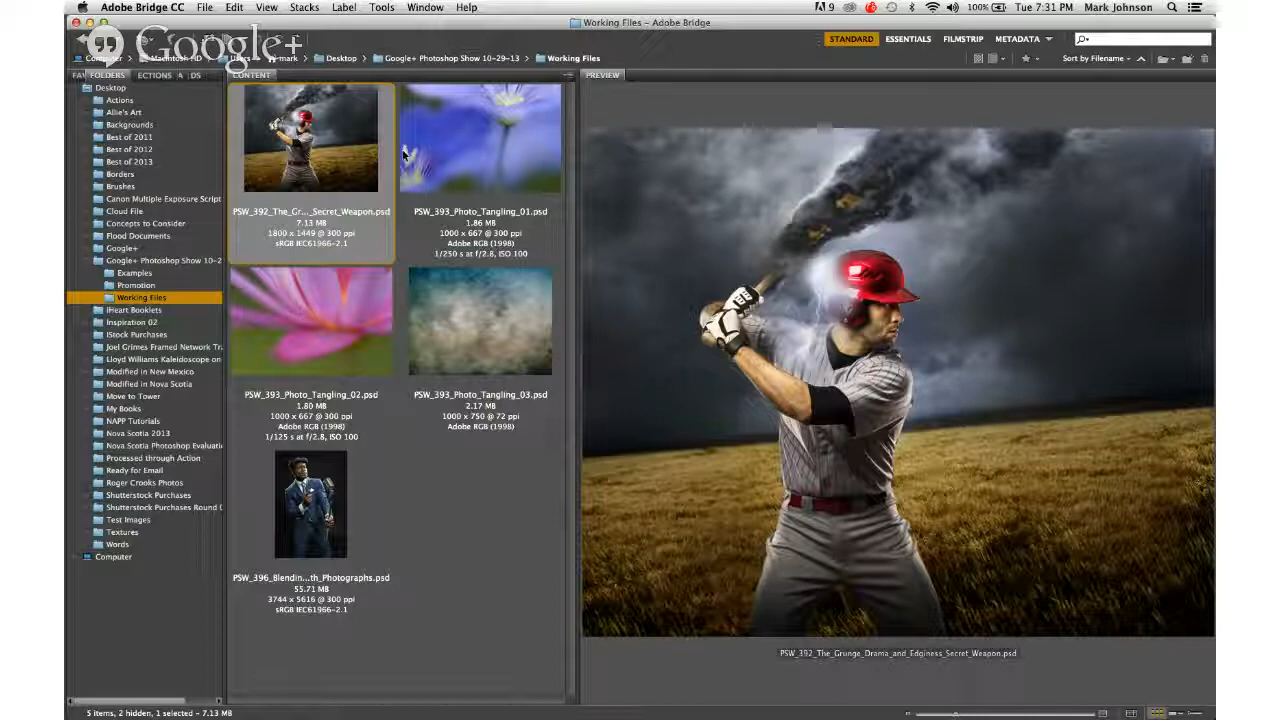 Adobe Bridge CC File Edit View Stacks Label Tools Window Help
9 100% Tue 7:31 PM Mark Johnson
Working Files – Adobe Bridge
Google+
STANDARD ESSENTIALS FILMSTRIP METADATA
mark Desktop Google+ Photoshop Show 10-29-13 Working Files
Sort by Filename
FOLDERS
Desktop
Actions
Allie's Art
Backgrounds
Best of 2011
Best of 2012
Best of 2013
Borders
Brushes
Canon Multiple Exposure Script
Cloud File
Concepts to Consider
Flood Documents
Google+
Google+ Photoshop Show 10-2
Examples
Promotion
Working Files
iHeart Booklets
Inspiration 02
iStock Purchases
Joel Grimes Framed Network Tr
Lloyd Williams Kaleidoscope on
Modified in New Mexico
Modified in Nova Scotia
Move to Tower
My Books
NAPP Tutorials
Nova Scotia 2013
Nova Scotia Photoshop Evaluati
Processed through Action
Ready for Email
Roger Crooks Photos
Shutterstock Purchases
Shutterstock Purchases Round
Test Images
Textures
Words
Computer
CONTENT
PSW_392_The_Gr..._Secret_Weapon.psd
7.13 MB
1800 x 1449 @ 300 ppi
sRGB IEC61966-2.1
PSW_393_Photo_Tangling_01.psd
1.86 MB
1000 x 667 @ 300 ppi
Adobe RGB (1998)
1/250 s at f/2.8, ISO 100
PSW_393_Photo_Tangling_02.psd
1.80 MB
1000 x 667 @ 300 ppi
Adobe RGB (1998)
1/125 s at f/2.8, ISO 100
PSW_393_Photo_Tangling_03.psd
2.17 MB
1000 x 750 @ 72 ppi
Adobe RGB (1998)
PSW_396_Blendin...th_Photographs.psd
55.71 MB
3744 x 5616 @ 300 ppi
sRGB IEC61966-2.1
PREVIEW
PSW_392_The_Grunge_Drama_and_Edginess_Secret_Weapon.psd
5 items, 2 hidden, 1 selected - 7.13 MB